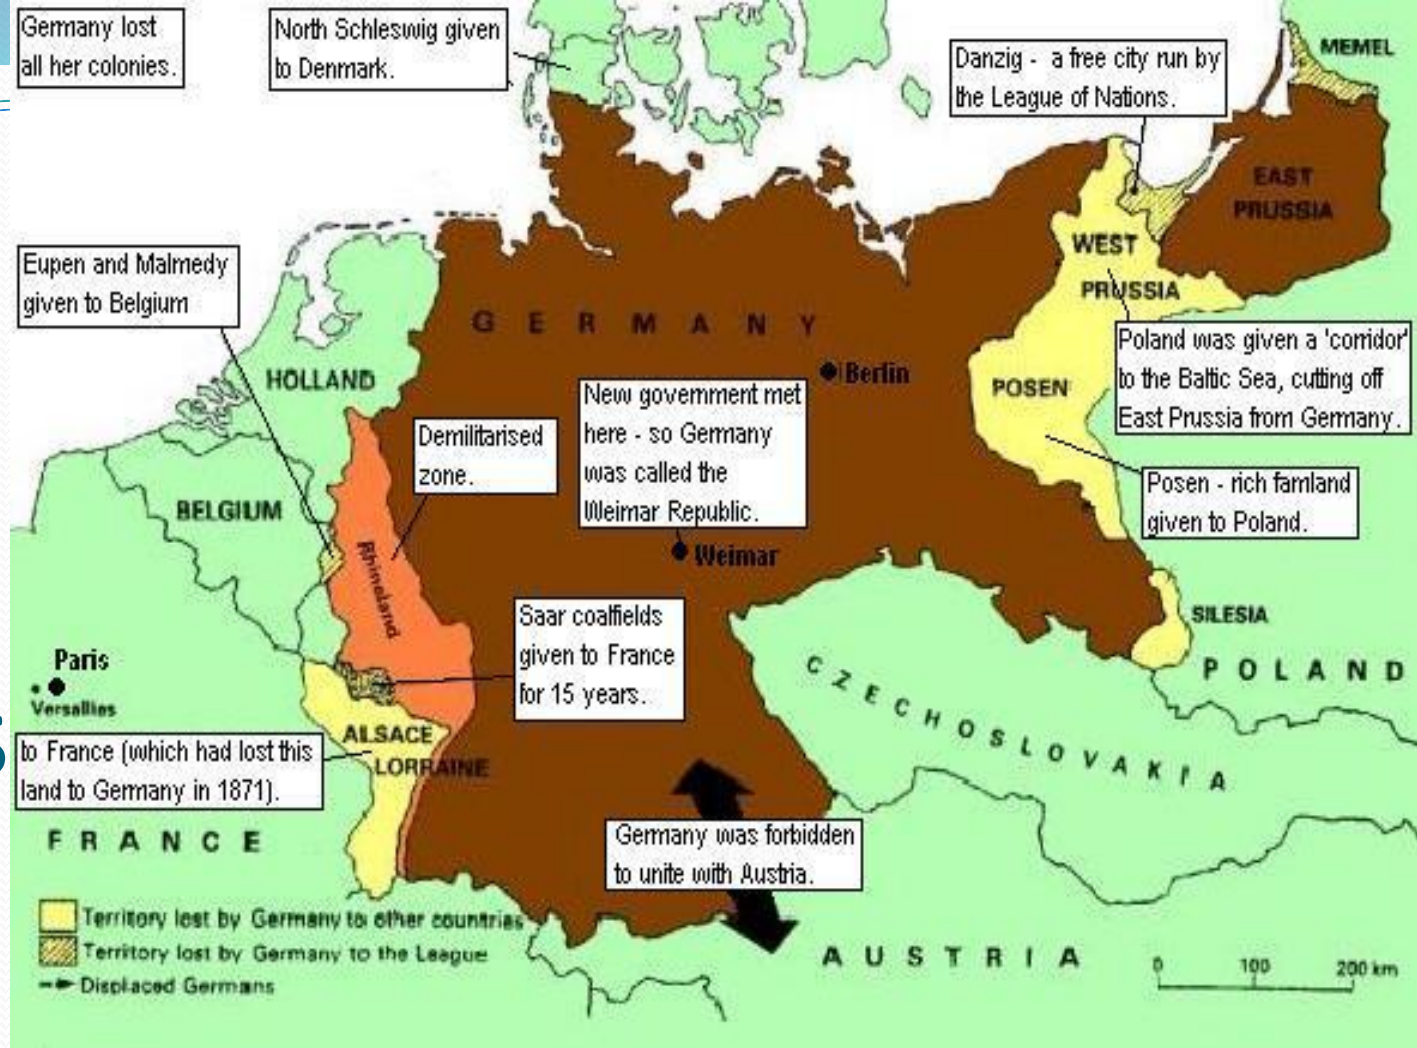 Germany lost
all her colonies.
North Schleswig given
to Denmark.
Danzig - a free city run by
the League of Nations.
MEMEL
EAST
PRUSSIA
WEST
PRUSSIA
Eupen and Malmedy
given to Belgium
GERMANY
Poland was given a 'corridor'
to the Baltic Sea, cutting off
East Prussia from Germany.
HOLLAND
Berlin
New government met
here - so Germany
was called the
Weimar Republic.
POSEN
Demilitarised
zone.
Posen - rich famland
given to Poland.
BELGIUM
Rhineland
Weimar
Saar coalfields
given to France
for 15 years.
SILESIA
POLAND
Paris
Versallies
CZECHOSLOVAKIA
ALSACE
LORRAINE
to France (which had lost this
land to Germany in 1871).
FRANCE
Germany was forbidden
to unite with Austria.
Territory lost by Germany to other countries
Territory lost by Germany to the League
Displaced Germans
AUSTRIA
0 100 200 km